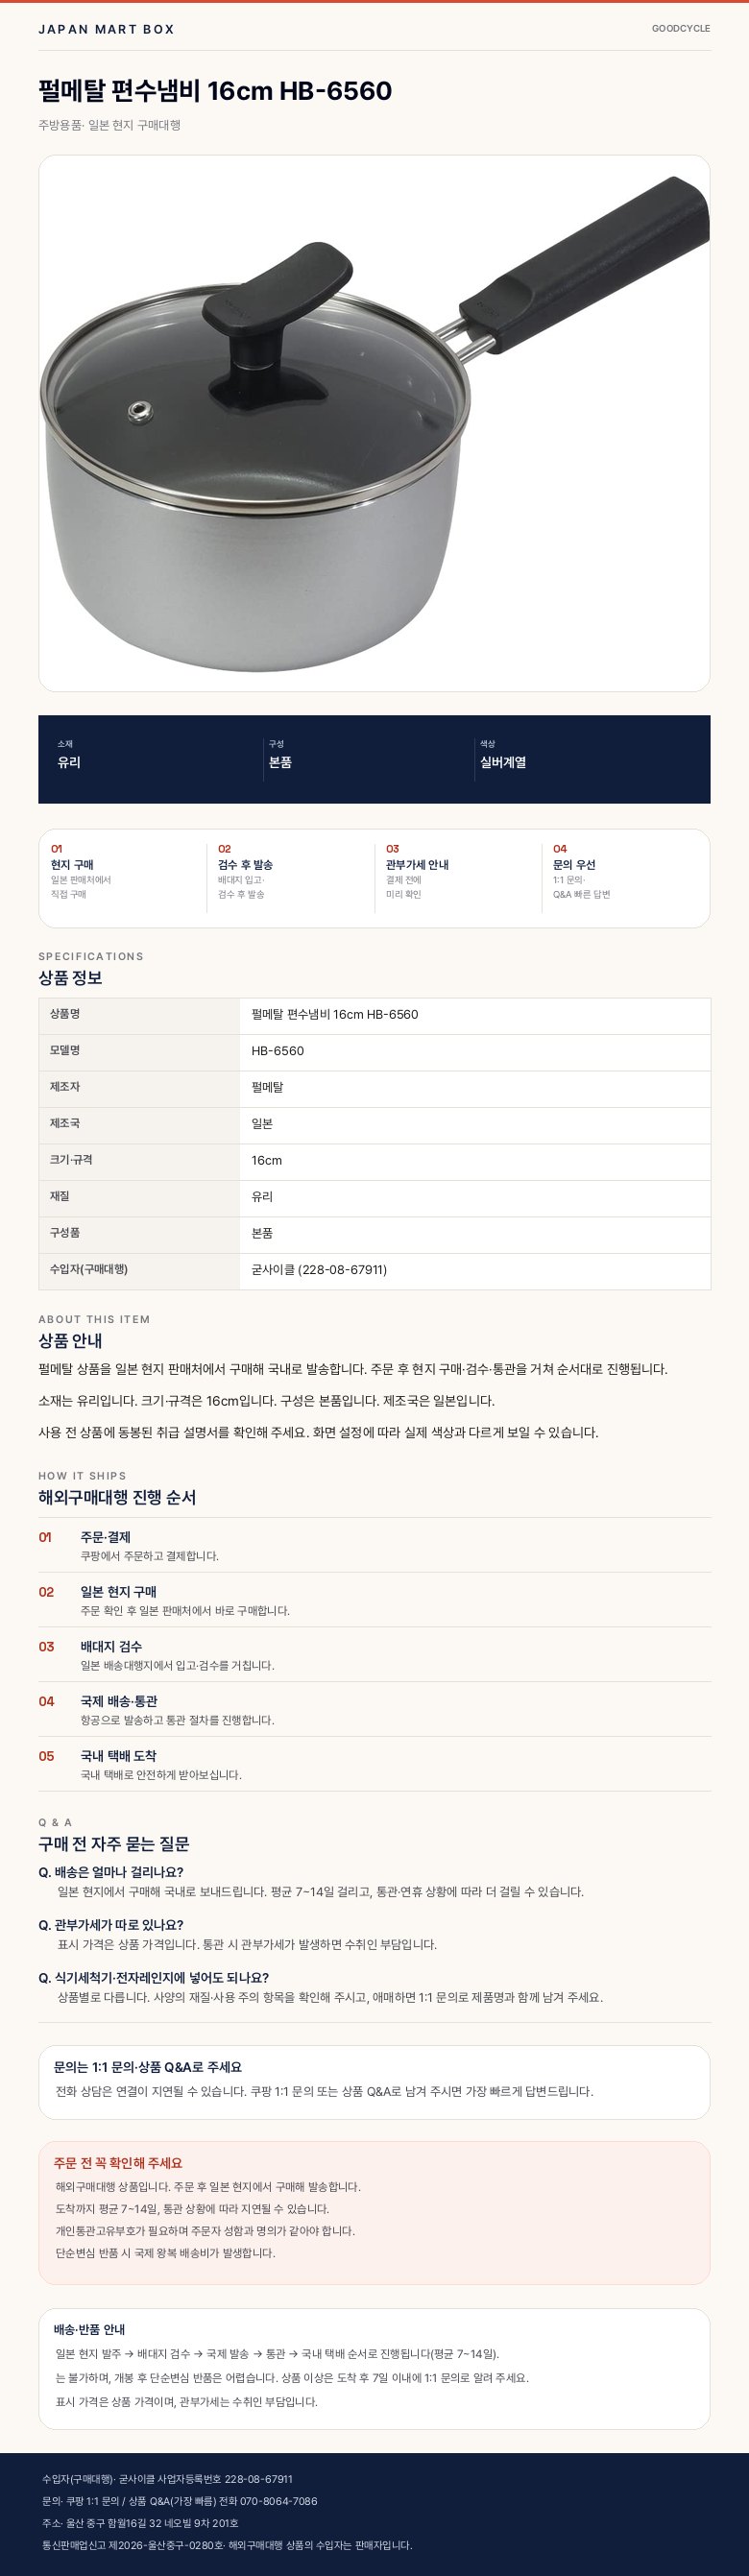 JAPAN MART BOX
GOODCYCLE
펄메탈 편수냄비 16cm HB-6560
주방용품· 일본 현지 구매대행
소재
유리
구성
본품
색상
실버계열
01
현지 구매
일본 판매처에서
직접 구매
02
검수 후 발송
배대지 입고·
검수 후 발송
03
관부가세 안내
결제 전에
미리 확인
04
문의 우선
1:1 문의·
Q&A 빠른 답변
SPECIFICATIONS
상품 정보
상품명 펄메탈 편수냄비 16cm HB-6560
모델명 HB-6560
제조자 펄메탈
제조국 일본
크기·규격 16cm
재질 유리
구성품 본품
수입자(구매대행) 굳사이클 (228-08-67911)
ABOUT THIS ITEM
상품 안내
펄메탈 상품을 일본 현지 판매처에서 구매해 국내로 발송합니다. 주문 후 현지 구매·검수·통관을 거쳐 순서대로 진행됩니다.
소재는 유리입니다. 크기·규격은 16cm입니다. 구성은 본품입니다. 제조국은 일본입니다.
사용 전 상품에 동봉된 취급 설명서를 확인해 주세요. 화면 설정에 따라 실제 색상과 다르게 보일 수 있습니다.
HOW IT SHIPS
해외구매대행 진행 순서
01 주문·결제
쿠팡에서 주문하고 결제합니다.
02 일본 현지 구매
주문 확인 후 일본 판매처에서 바로 구매합니다.
03 배대지 검수
일본 배송대행지에서 입고·검수를 거칩니다.
04 국제 배송·통관
항공으로 발송하고 통관 절차를 진행합니다.
05 국내 택배 도착
국내 택배로 안전하게 받아보십니다.
Q & A
구매 전 자주 묻는 질문
Q. 배송은 얼마나 걸리나요?
일본 현지에서 구매해 국내로 보내드립니다. 평균 7~14일 걸리고, 통관·연휴 상황에 따라 더 걸릴 수 있습니다.
Q. 관부가세가 따로 있나요?
표시 가격은 상품 가격입니다. 통관 시 관부가세가 발생하면 수취인 부담입니다.
Q. 식기세척기·전자레인지에 넣어도 되나요?
상품별로 다릅니다. 사양의 재질·사용 주의 항목을 확인해 주시고, 애매하면 1:1 문의로 제품명과 함께 남겨 주세요.
문의는 1:1 문의·상품 Q&A로 주세요
전화 상담은 연결이 지연될 수 있습니다. 쿠팡 1:1 문의 또는 상품 Q&A로 남겨 주시면 가장 빠르게 답변드립니다.
주문 전 꼭 확인해 주세요
해외구매대행 상품입니다. 주문 후 일본 현지에서 구매해 발송합니다.
도착까지 평균 7~14일, 통관 상황에 따라 지연될 수 있습니다.
개인통관고유부호가 필요하며 주문자 성함과 명의가 같아야 합니다.
단순변심 반품 시 국제 왕복 배송비가 발생합니다.
배송·반품 안내
일본 현지 발주 → 배대지 검수 → 국제 발송 → 통관 → 국내 택배 순서로 진행됩니다(평균 7~14일).
는 불가하며, 개봉 후 단순변심 반품은 어렵습니다. 상품 이상은 도착 후 7일 이내에 1:1 문의로 알려 주세요.
표시 가격은 상품 가격이며, 관부가세는 수취인 부담입니다.
수입자(구매대행)· 굳사이클 사업자등록번호 228-08-67911
문의· 쿠팡 1:1 문의 / 상품 Q&A(가장 빠름) 전화 070-8064-7086
주소· 울산 중구 함월16길 32 네오빌 9차 201호
통신판매업신고 제2026-울산중구-0280호· 해외구매대행 상품의 수입자는 판매자입니다.